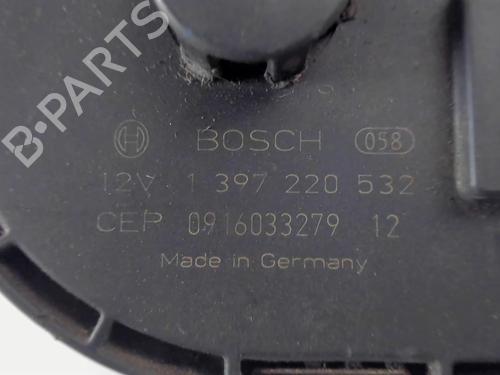 B-PARTS
BOSCH 058
12V 1 397 220 532
CEP 0916033279 12
Made in Germany